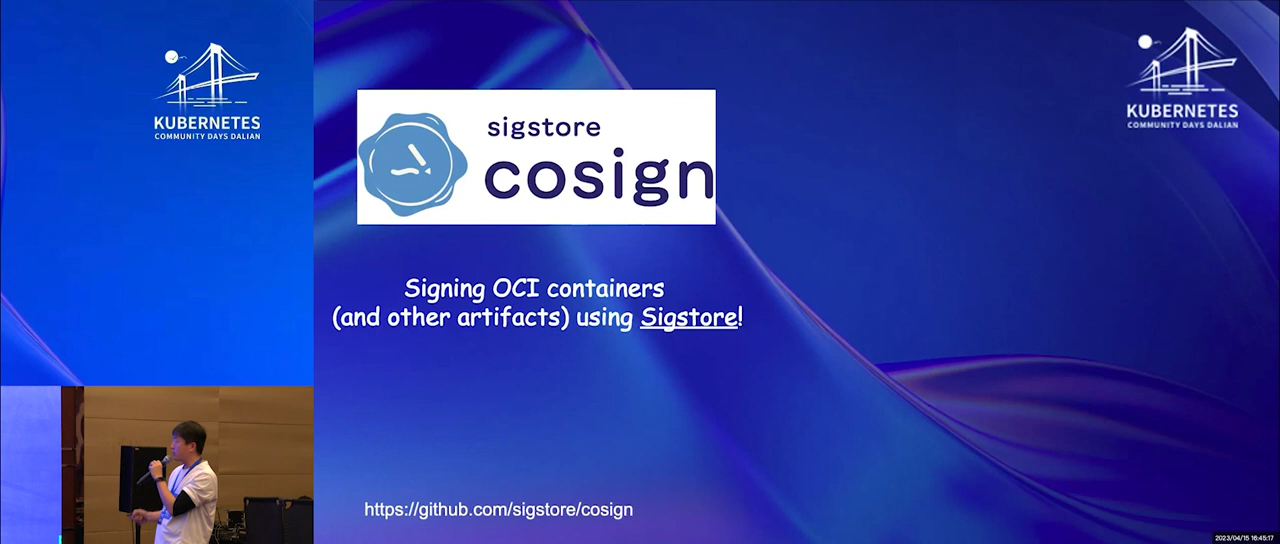 KUBERNETES
COMMUNITY DAYS DALIAN
KUBERNETES
COMMUNITY DAYS DALIAN
sigstore
cosign
Signing OCI containers
(and other artifacts) using Sigstore!
https://github.com/sigstore/cosign
2023/04/15 16:45:17